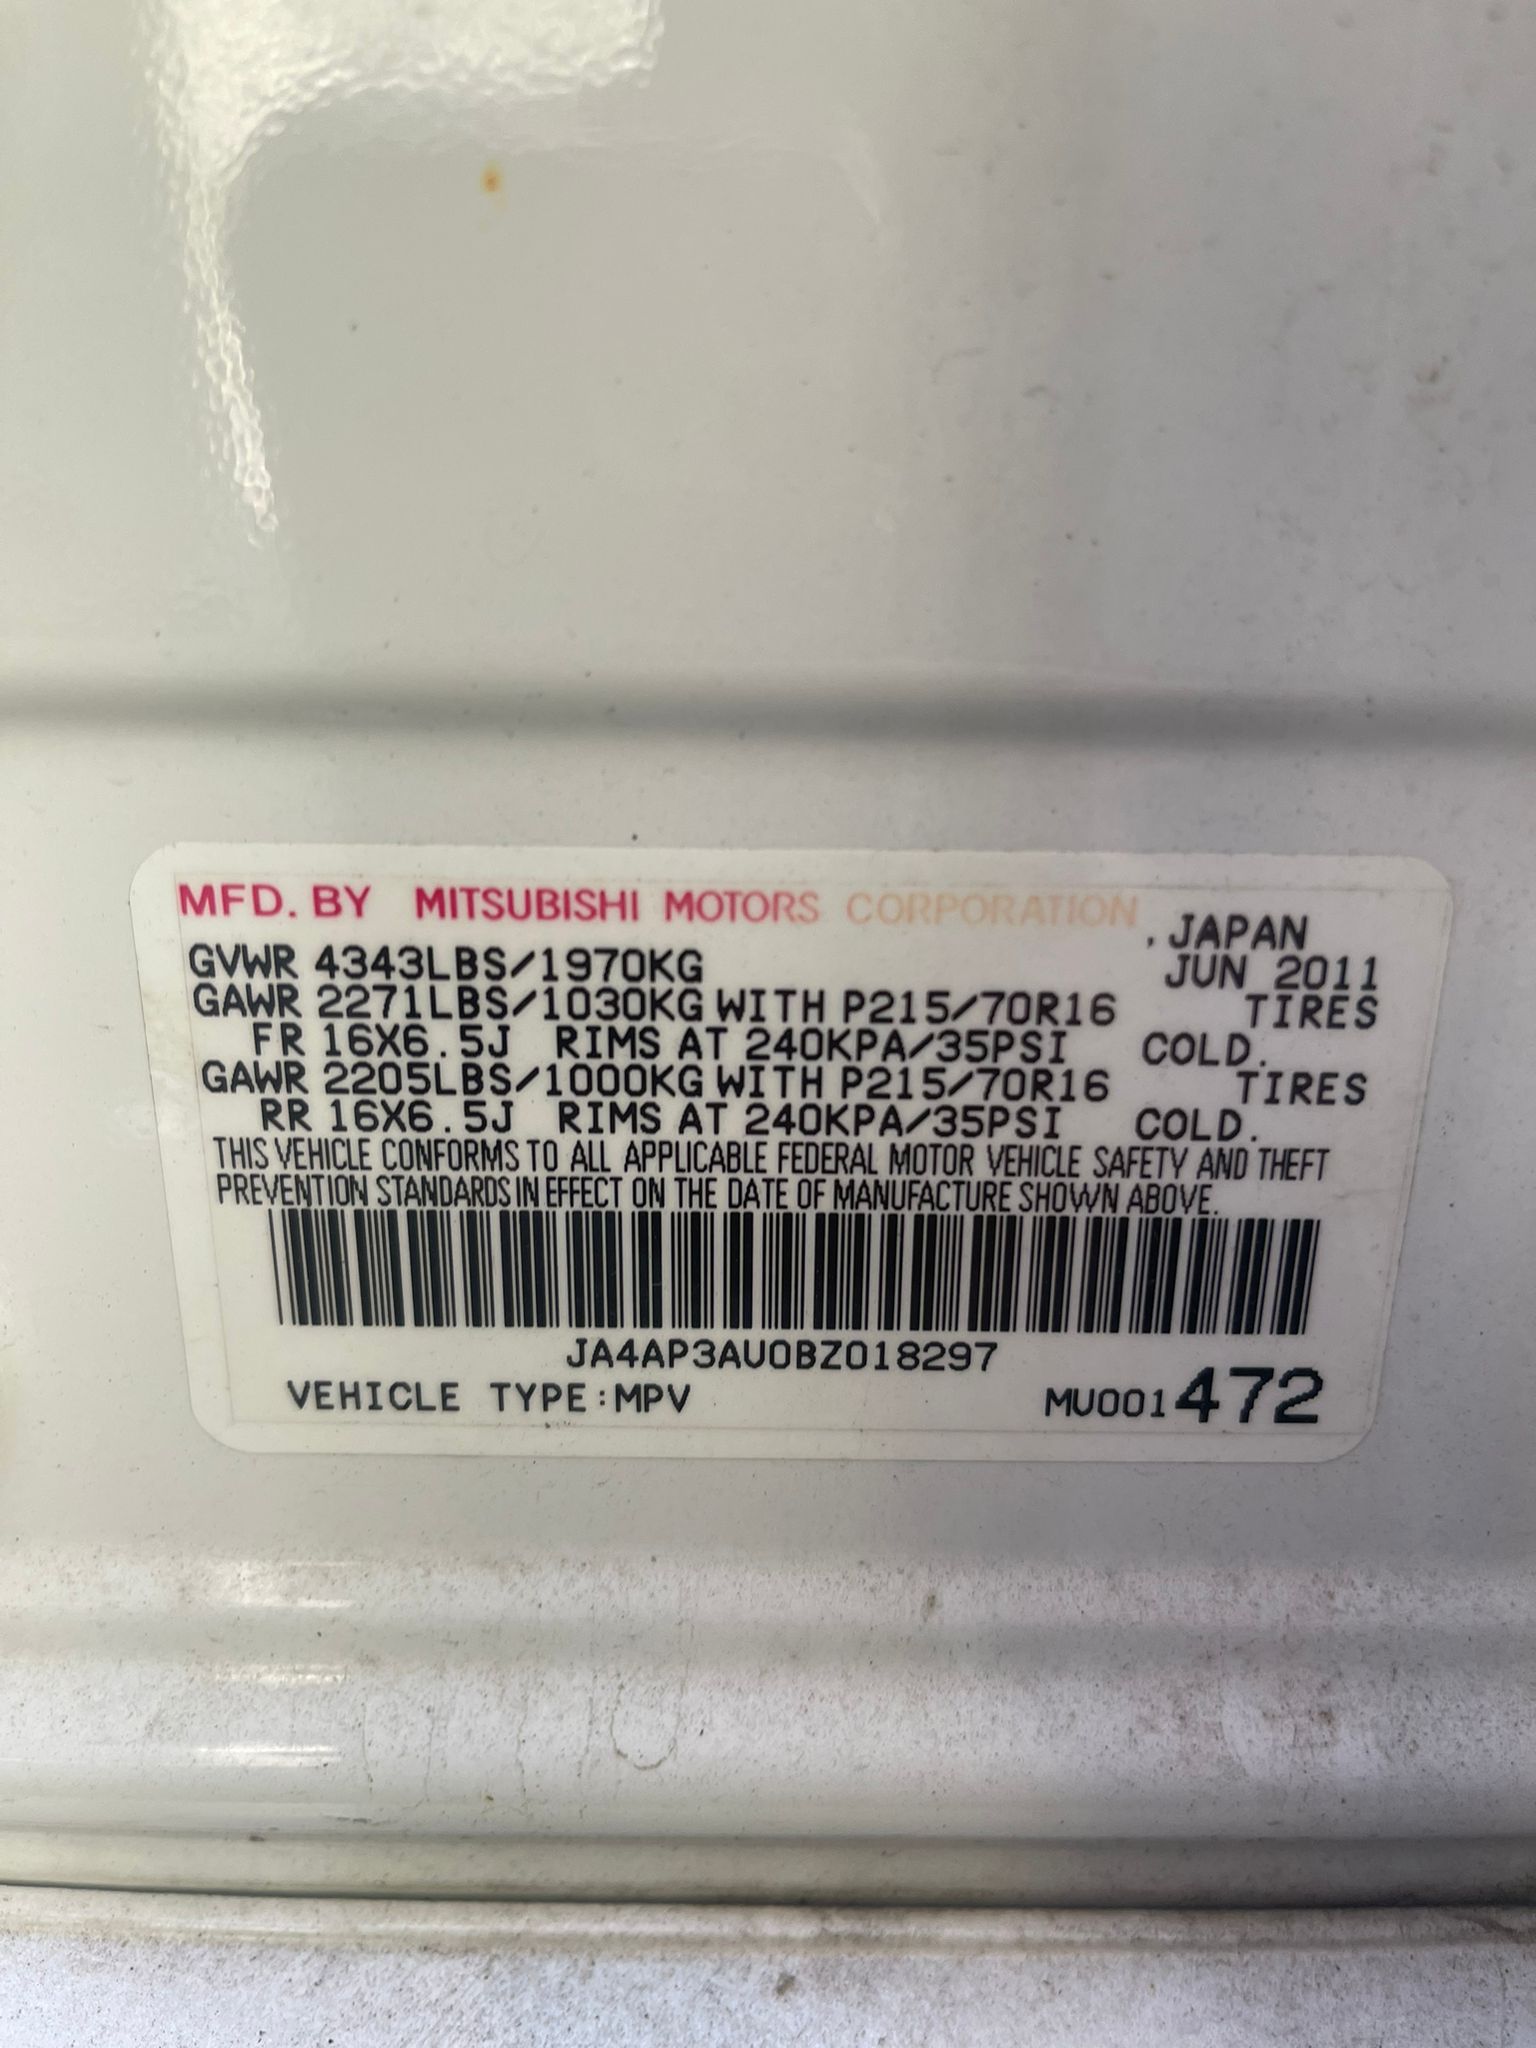 MFD. BY MITSUBISHI MOTORS CORPORATION , JAPAN
GVWR 4343LBS/1970KG JUN 2011
GAWR 2271LBS/1030KG WITH P215/70R16 TIRES
FR 16X6.5J RIMS AT 240KPA/35PSI COLD.
GAWR 2205LBS/1000KG WITH P215/70R16 TIRES
RR 16X6.5J RIMS AT 240KPA/35PSI COLD.
THIS VEHICLE CONFORMS TO ALL APPLICABLE FEDERAL MOTOR VEHICLE SAFETY AND THEFT
PREVENTION STANDARDS IN EFFECT ON THE DATE OF MANUFACTURE SHOWN ABOVE.
JA4AP3AU0BZ018297
VEHICLE TYPE:MPV MU001472